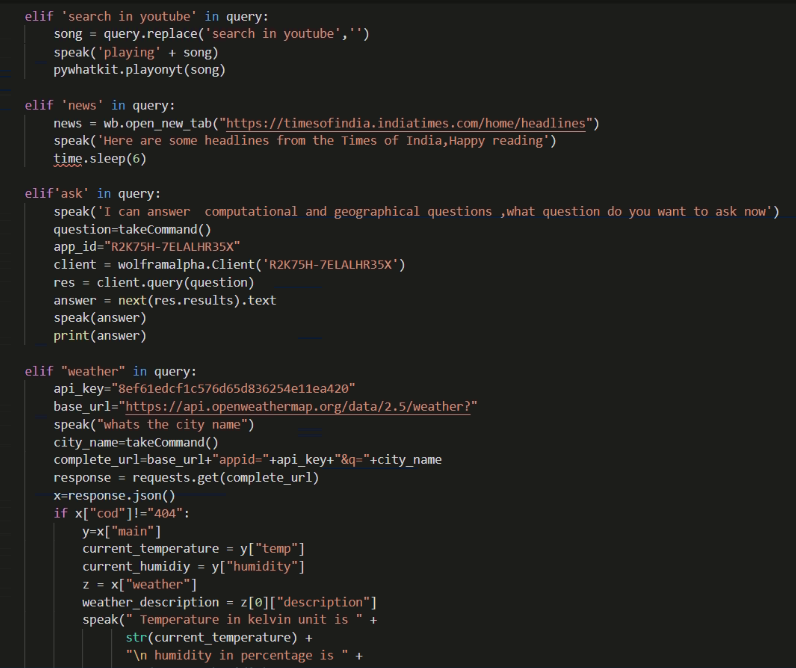 elif 'search in youtube' in query:
    song = query.replace('search in youtube','')
    speak('playing' + song)
    pywhatkit.playonyt(song)

elif 'news' in query:
    news = wb.open_new_tab("https://timesofindia.indiatimes.com/home/headlines")
    speak('Here are some headlines from the Times of India,Happy reading')
    time.sleep(6)

elif'ask' in query:
    speak('I can answer  computational and geographical questions ,what question do you want to ask now')
    question=takeCommand()
    app_id="R2K75H-7ELALHR35X"
    client = wolframalpha.Client('R2K75H-7ELALHR35X')
    res = client.query(question)
    answer = next(res.results).text
    speak(answer)
    print(answer)

elif "weather" in query:
    api_key="8ef61edcf1c576d65d836254e11ea420"
    base_url="https://api.openweathermap.org/data/2.5/weather?"
    speak("whats the city name")
    city_name=takeCommand()
    complete_url=base_url+"appid="+api_key+"&q="+city_name
    response = requests.get(complete_url)
    x=response.json()
    if x["cod"]!="404":
        y=x["main"]
        current_temperature = y["temp"]
        current_humidiy = y["humidity"]
        z = x["weather"]
        weather_description = z[0]["description"]
        speak(" Temperature in kelvin unit is " +
              str(current_temperature) +
              "\n humidity in percentage is " +